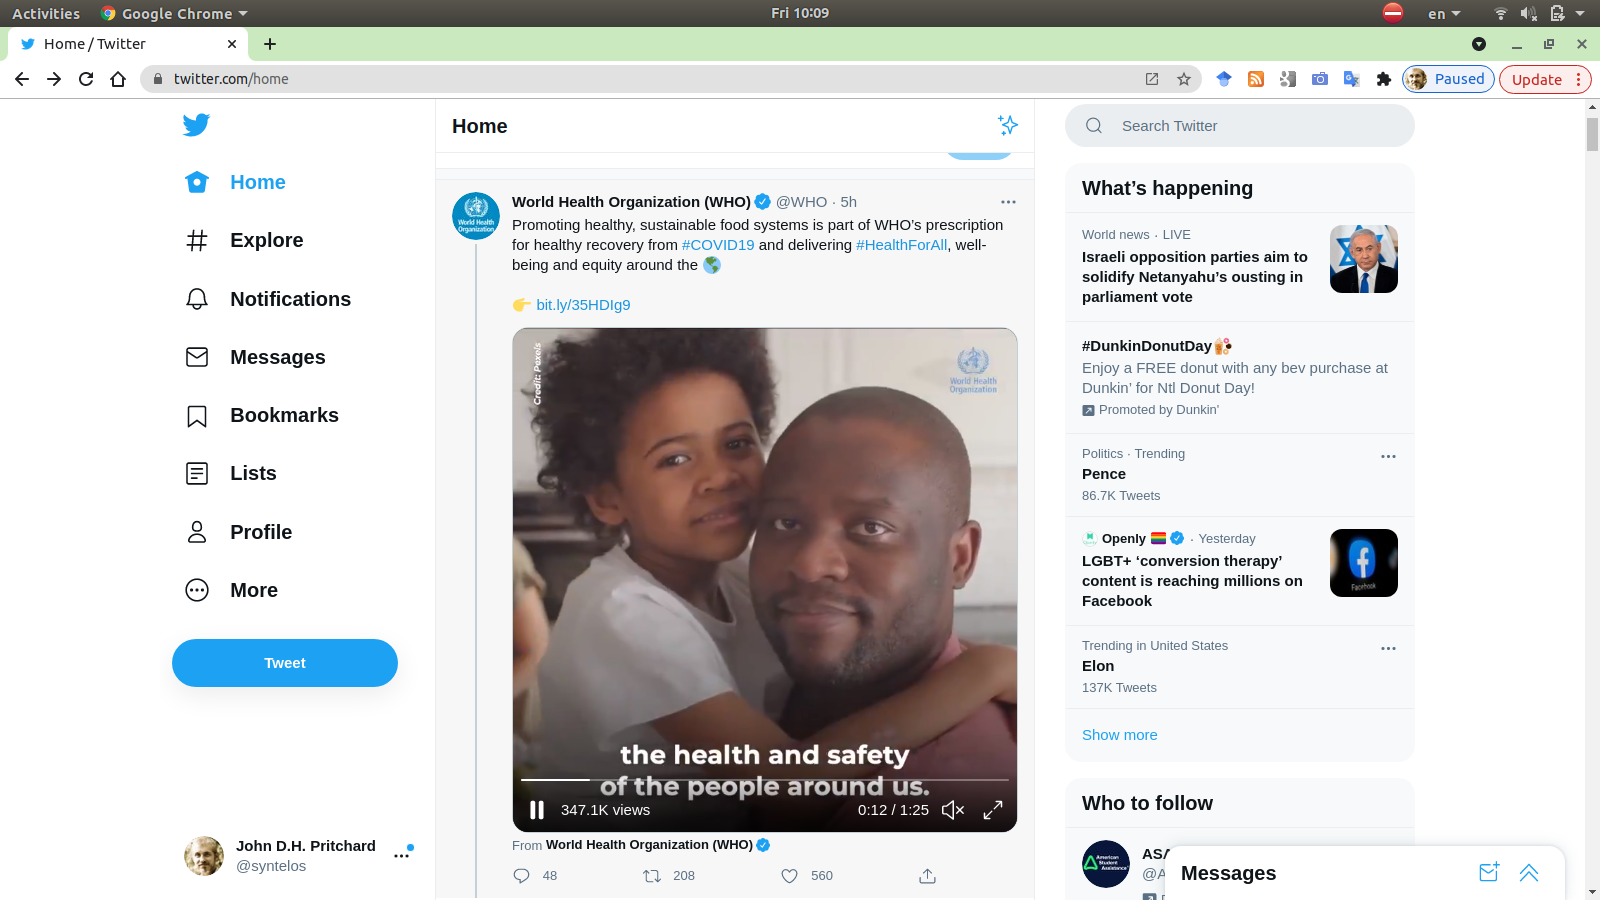 Activities
Google Chrome
Fri 10:09
en
Home / Twitter
twitter.com/home
Paused
Update
Home
Explore
Notifications
Messages
Bookmarks
Lists
Profile
More
Tweet
John D.H. Pritchard
@syntelos
Home
World Health Organization (WHO) @WHO · 5h
Promoting healthy, sustainable food systems is part of WHO’s prescription
for healthy recovery from #COVID19 and delivering #HealthForAll, well-
being and equity around the 🌎
👉 bit.ly/35HDIg9
Credit: Pexels
World Health
Organization
the health and safety
of the people around us.
347.1K views
0:12 / 1:25
From World Health Organization (WHO)
48
208
560
Search Twitter
What’s happening
World news · LIVE
Israeli opposition parties aim to
solidify Netanyahu’s ousting in
parliament vote
#DunkinDonutDay
Enjoy a FREE donut with any bev purchase at
Dunkin’ for Ntl Donut Day!
Promoted by Dunkin'
Politics · Trending
Pence
86.7K Tweets
Openly 🏳️‍🌈 · Yesterday
LGBT+ ‘conversion therapy’
content is reaching millions on
Facebook
Facebook
Trending in United States
Elon
137K Tweets
Show more
Who to follow
American
Student
Assistance
ASA
@A
Messages